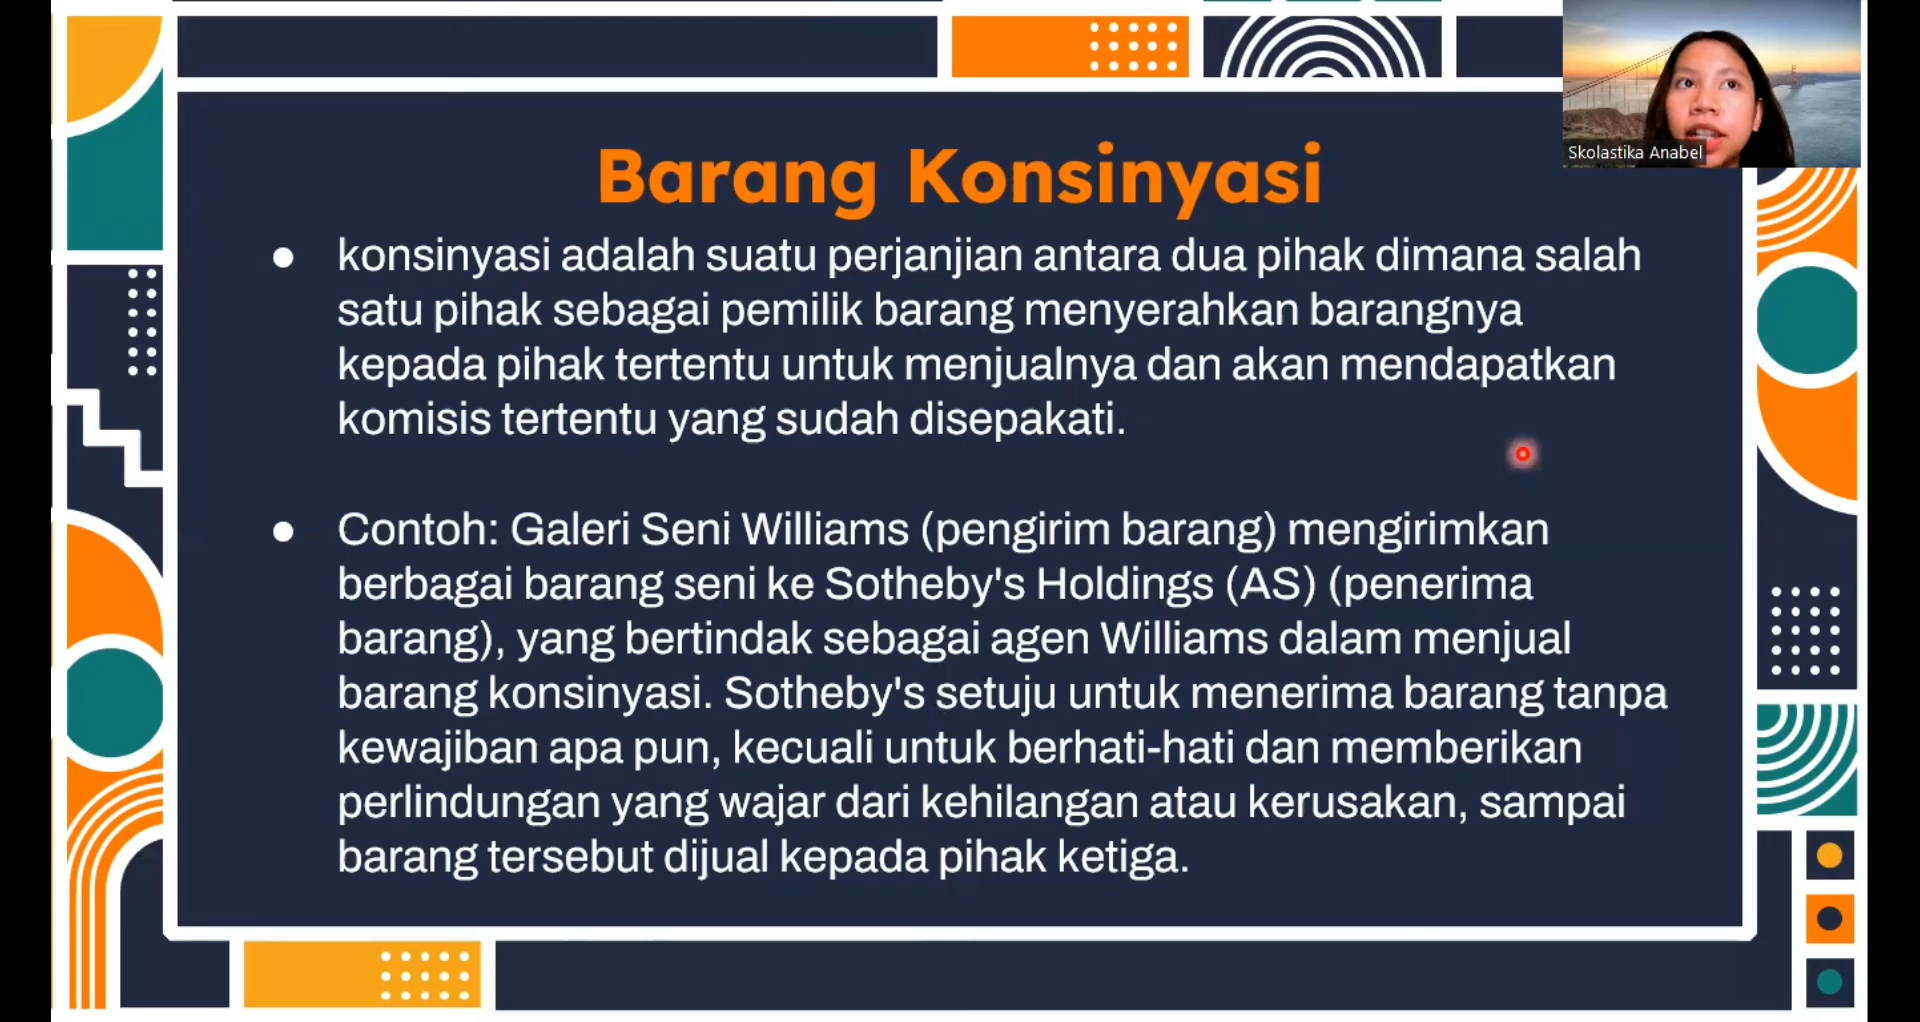 Barang Konsinyasi
Skolastika Anabel
konsinyasi adalah suatu perjanjian antara dua pihak dimana salah
satu pihak sebagai pemilik barang menyerahkan barangnya
kepada pihak tertentu untuk menjualnya dan akan mendapatkan
komisis tertentu yang sudah disepakati.
Contoh: Galeri Seni Williams (pengirim barang) mengirimkan
berbagai barang seni ke Sotheby's Holdings (AS) (penerima
barang), yang bertindak sebagai agen Williams dalam menjual
barang konsinyasi. Sotheby's setuju untuk menerima barang tanpa
kewajiban apa pun, kecuali untuk berhati-hati dan memberikan
perlindungan yang wajar dari kehilangan atau kerusakan, sampai
barang tersebut dijual kepada pihak ketiga.